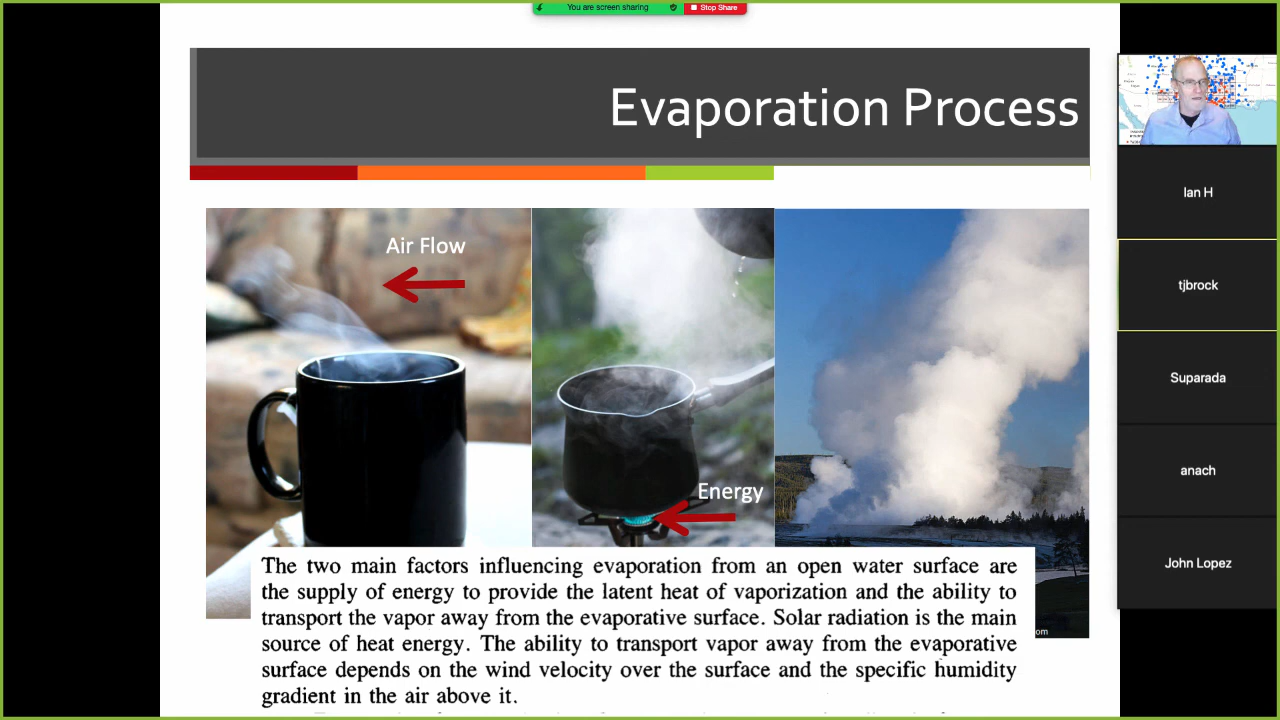 You are screen sharing
Stop Share
Evaporation Process
Air Flow
Energy
The two main factors influencing evaporation from an open water surface are
the supply of energy to provide the latent heat of vaporization and the ability to
transport the vapor away from the evaporative surface. Solar radiation is the main
source of heat energy. The ability to transport vapor away from the evaporative
surface depends on the wind velocity over the surface and the specific humidity
gradient in the air above it.
om
Ian H
tjbrock
Suparada
anach
John Lopez